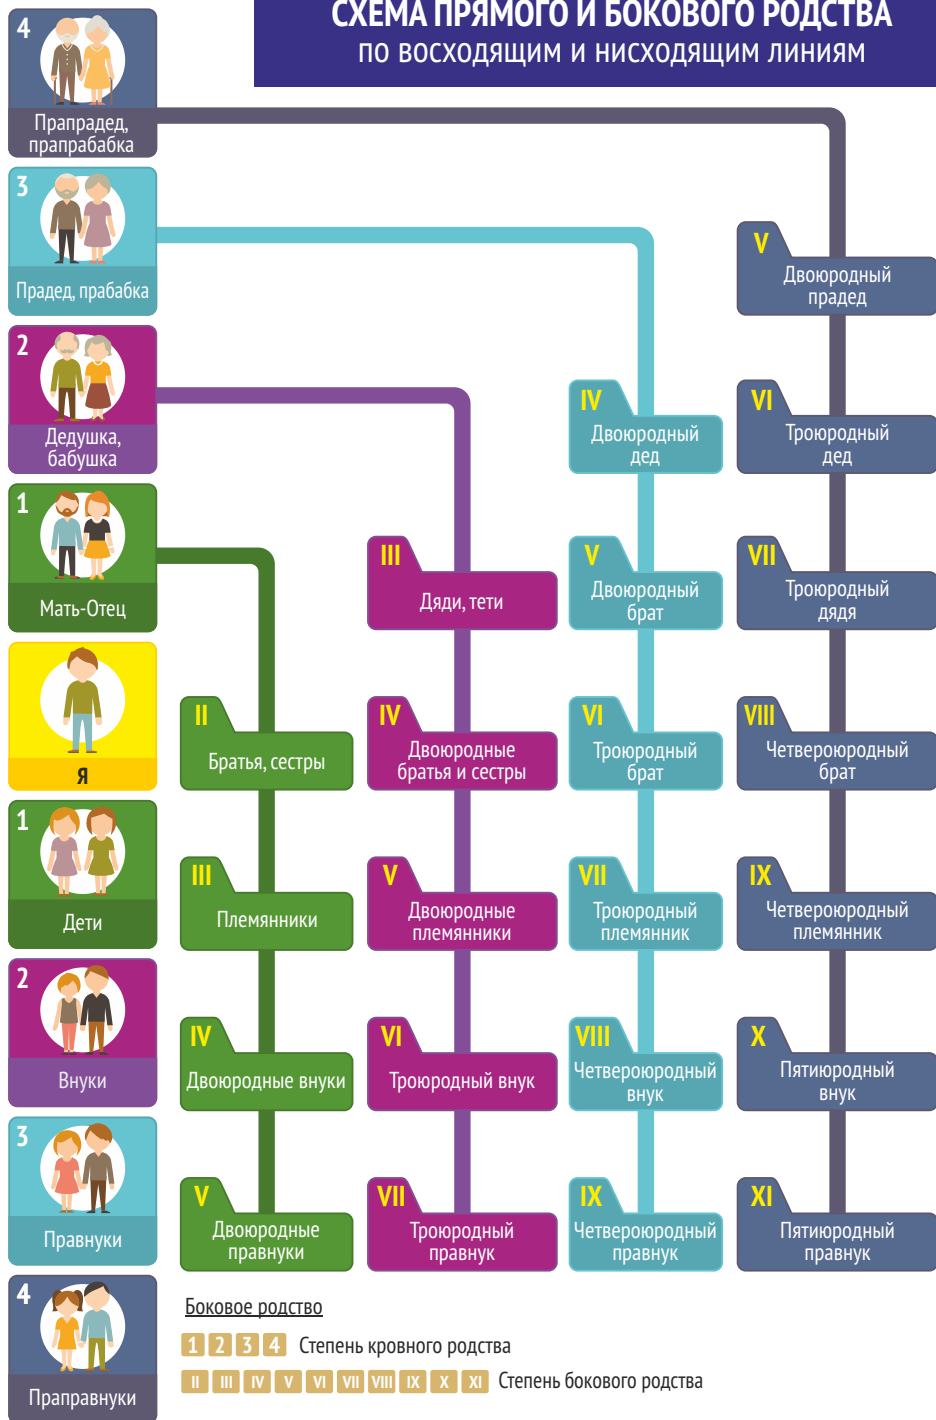 СХЕМА ПРЯМОГО И БОКОВОГО РОДСТВА
ПО ВОСХОДЯЩИМ И НИСХОДЯЩИМ ЛИНИЯМ
4
Прапрадед,
прапрабабка
3
Прадед, прабабка
V
Двоюродный
прадед
2
Дедушка,
бабушка
IV
Двоюродный
дед
VI
Троюродный
дед
1
Мать-Отец
III
Дяди, тети
V
Двоюродный
брат
VII
Троюродный
дядя
Я
II
Братья, сестры
IV
Двоюродные
братья и сестры
VI
Троюродный
брат
VIII
Четвероюродный
брат
1
Дети
III
Племянники
V
Двоюродные
племянники
VII
Троюродный
племянник
IX
Четвероюродный
племянник
2
Внуки
IV
Двоюродные внуки
VI
Троюродный внук
VIII
Четвероюродный
внук
X
Пятиюродный
внук
3
Правнуки
V
Двоюродные
правнуки
VII
Троюродный
правнук
IX
Четвероюродный
правнук
XI
Пятиюродный
правнук
4
Праправнуки
Боковое родство
1 2 3 4 Степень кровного родства
II III IV V VI VII VIII IX X XI Степень бокового родства